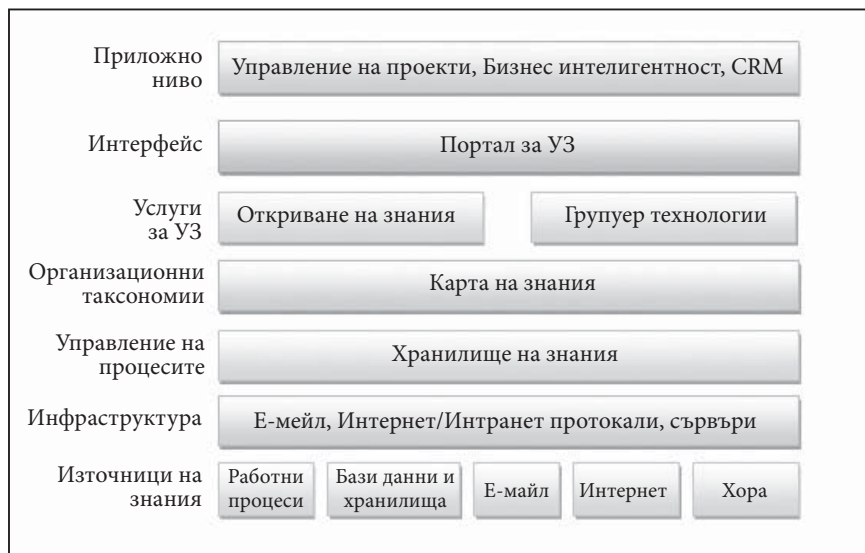 Приложно
ниво
Управление на проекти, Бизнес интелигентност, CRM
Интерфейс
Портал за УЗ
Услуги
за УЗ
Откриване на знания
Групуер технологии
Организационни
таксономии
Карта на знания
Управление на
процесите
Хранилище на знания
Инфраструктура
Е-мейл, Интернет/Интранет протокали, сървъри
Източници на
знания
Работни
процеси
Бази данни и
хранилища
Е-майл
Интернет
Хора